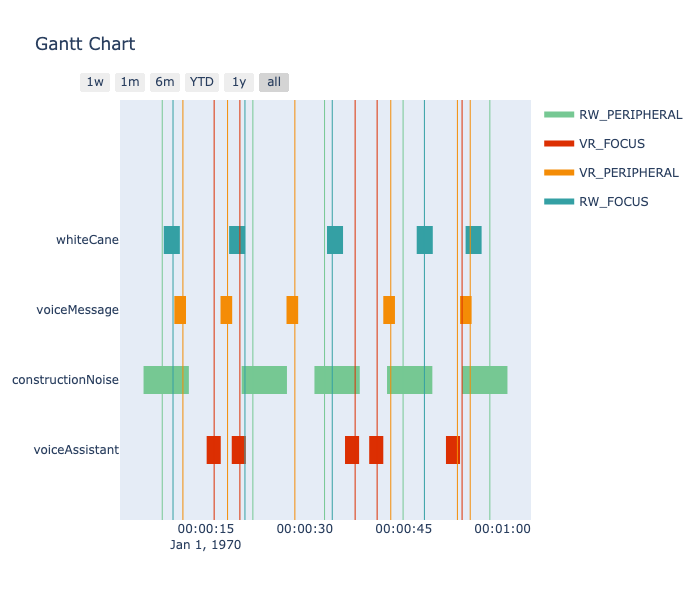 Gantt Chart
1w 1m 6m YTD 1y all
RW_PERIPHERAL
VR_FOCUS
VR_PERIPHERAL
RW_FOCUS
whiteCane
voiceMessage
constructionNoise
voiceAssistant
00:00:15 00:00:30 00:00:45 00:01:00
Jan 1, 1970